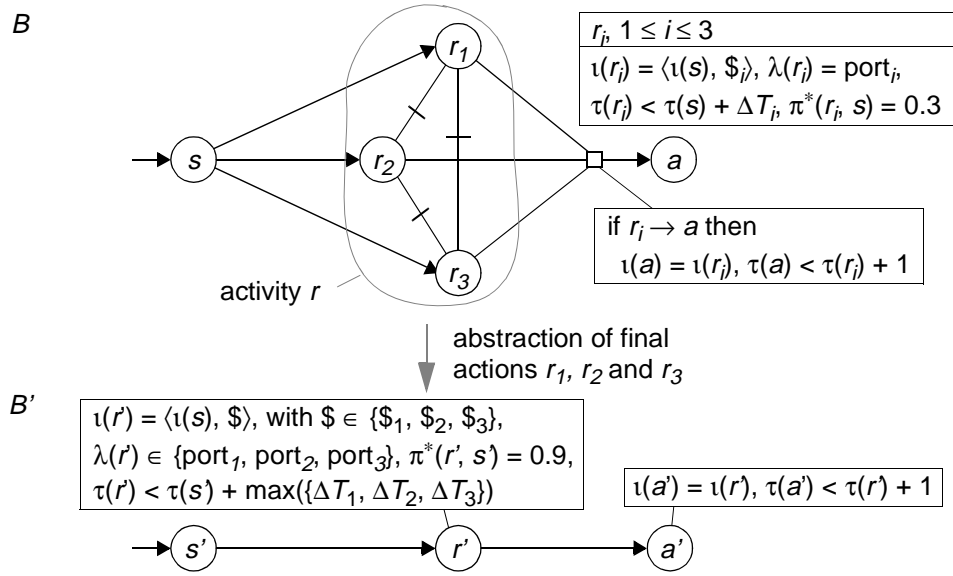 B
r₁
rᵢ, 1 ≤ i ≤ 3
ι(rᵢ) = ⟨ι(s), $ᵢ⟩, λ(rᵢ) = portᵢ,
τ(rᵢ) < τ(s) + ΔTᵢ, π*(rᵢ, s) = 0.3
s
r₂
a
if rᵢ → a then
ι(a) = ι(rᵢ), τ(a) < τ(rᵢ) + 1
r₃
activity r
abstraction of final
actions r₁, r₂ and r₃
B’
ι(r’) = ⟨ι(s), $⟩, with $ ∈ {$₁, $₂, $₃},
λ(r’) ∈ {port₁, port₂, port₃}, π*(r’, s’) = 0.9,
τ(r’) < τ(s’) + max({ΔT₁, ΔT₂, ΔT₃})
ι(a’) = ι(r’), τ(a’) < τ(r’) + 1
s’
r’
a’